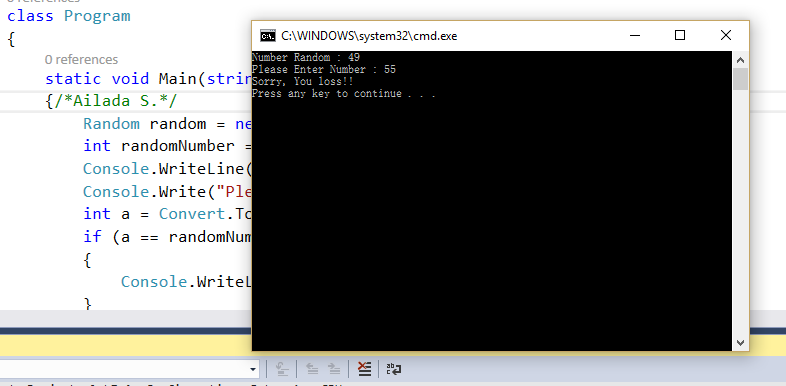 class Program
{
0 references
static void Main(strin
{/*Ailada S.*/
Random random = ne
int randomNumber =
Console.WriteLine(
Console.Write("Ple
int a = Convert.To
if (a == randomNum
{
Console.WriteL
}
C:\WINDOWS\system32\cmd.exe
Number Random : 49
Please Enter Number : 55
Sorry, You loss!!
Press any key to continue . . .